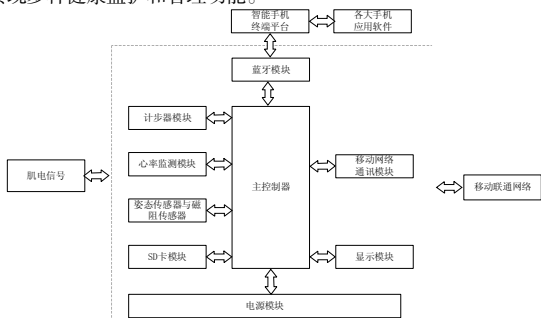 实现多种健康监护和管理功能。
智能手机
终端平台
各大手机
应用软件
蓝牙模块
计步器模块
心率监测模块
肌电信号
主控制器
移动网络
通讯模块
移动联通网络
姿态传感器与磁
阻传感器
SD卡模块
显示模块
电源模块